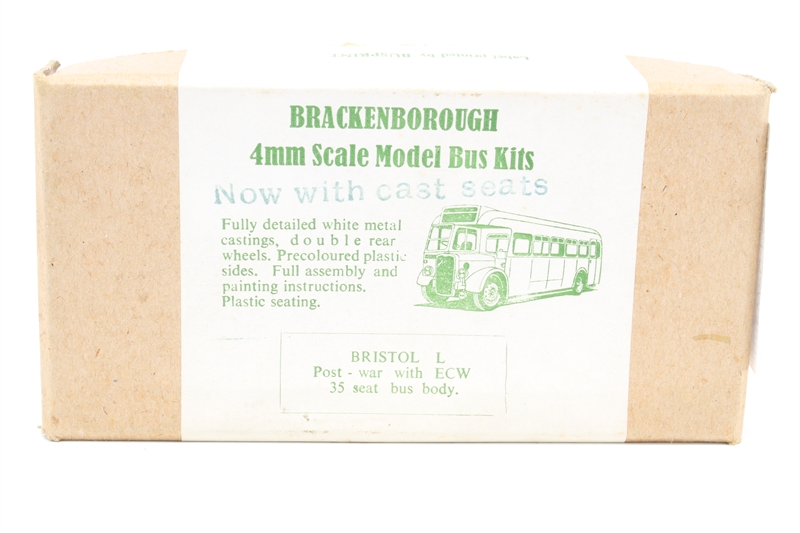 BRACKENBOROUGH
4mm Scale Model Bus Kits
Now with cast seats
Fully detailed white metal
castings, double rear
wheels. Precoloured plastic
sides. Full assembly and
painting instructions.
Plastic seating.
BRISTOL L
Post - war with ECW
35 seat bus body.